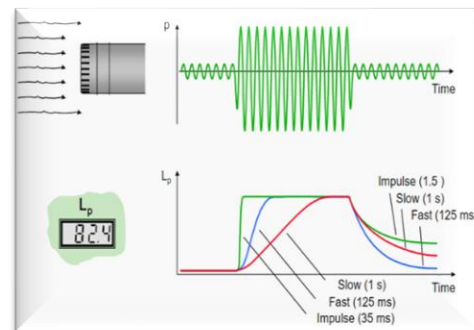 p
Time
Lp
82.4
Lp
Impulse (1.5 )
Slow (1 s)
Fast (125 ms)
Slow (1 s)
Fast (125 ms)
Impulse (35 ms)
Time